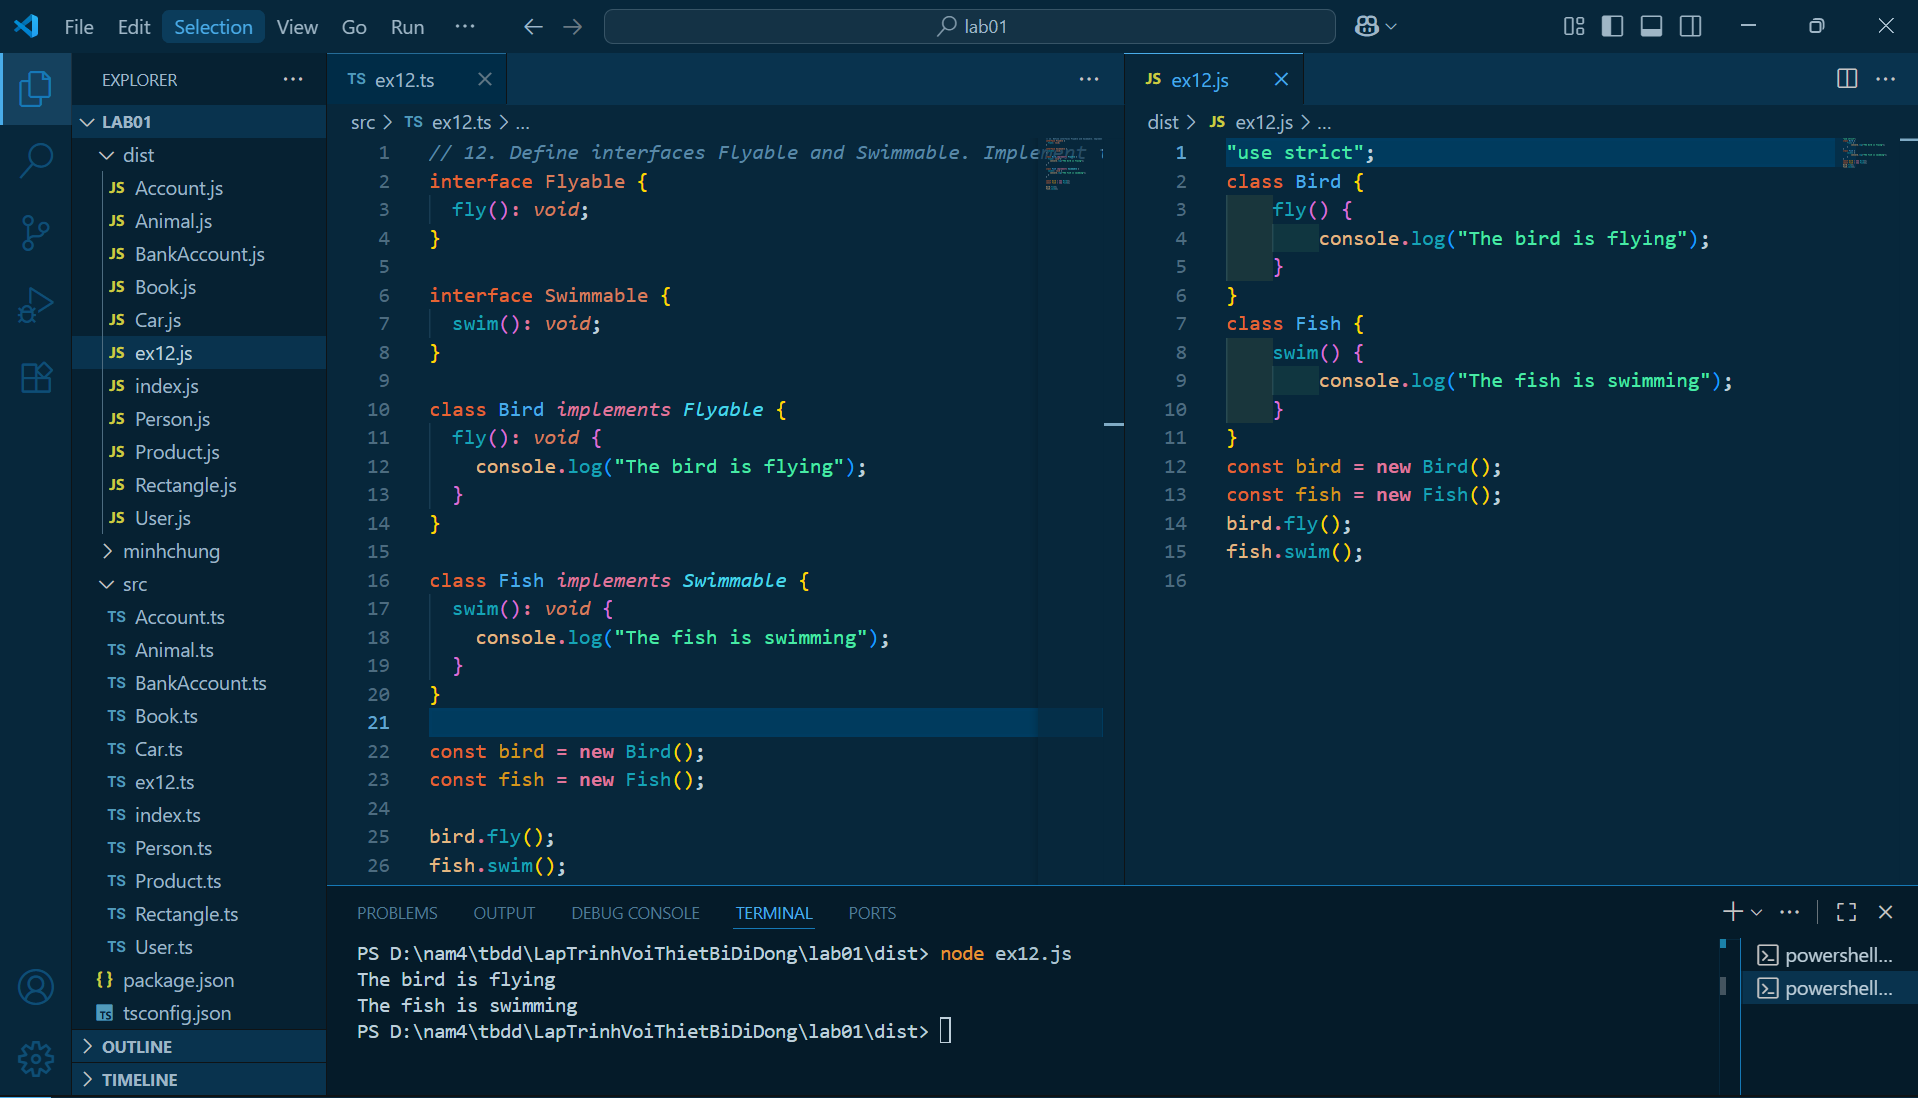 File Edit Selection View Go Run ··· lab01
EXPLORER ···
LAB01
dist
JS Account.js
JS Animal.js
JS BankAccount.js
JS Book.js
JS Car.js
JS ex12.js
JS index.js
JS Person.js
JS Product.js
JS Rectangle.js
JS User.js
minhchung
src
TS Account.ts
TS Animal.ts
TS BankAccount.ts
TS Book.ts
TS Car.ts
TS ex12.ts
TS index.ts
TS Person.ts
TS Product.ts
TS Rectangle.ts
TS User.ts
{} package.json
TS tsconfig.json
OUTLINE
TIMELINE
TS ex12.ts
src > TS ex12.ts > ...
1 // 12. Define interfaces Flyable and Swimmable. Implement
2 interface Flyable {
3 fly(): void;
4 }
5
6 interface Swimmable {
7 swim(): void;
8 }
9
10 class Bird implements Flyable {
11 fly(): void {
12 console.log("The bird is flying");
13 }
14 }
15
16 class Fish implements Swimmable {
17 swim(): void {
18 console.log("The fish is swimming");
19 }
20 }
21
22 const bird = new Bird();
23 const fish = new Fish();
24
25 bird.fly();
26 fish.swim();
JS ex12.js
dist > JS ex12.js > ...
1 "use strict";
2 class Bird {
3 fly() {
4 console.log("The bird is flying");
5 }
6 }
7 class Fish {
8 swim() {
9 console.log("The fish is swimming");
10 }
11 }
12 const bird = new Bird();
13 const fish = new Fish();
14 bird.fly();
15 fish.swim();
16
PROBLEMS OUTPUT DEBUG CONSOLE TERMINAL PORTS
PS D:\nam4\tbdd\LapTrinhVoiThietBiDiDong\lab01\dist> node ex12.js
The bird is flying
The fish is swimming
PS D:\nam4\tbdd\LapTrinhVoiThietBiDiDong\lab01\dist>
powershell...
powershell...